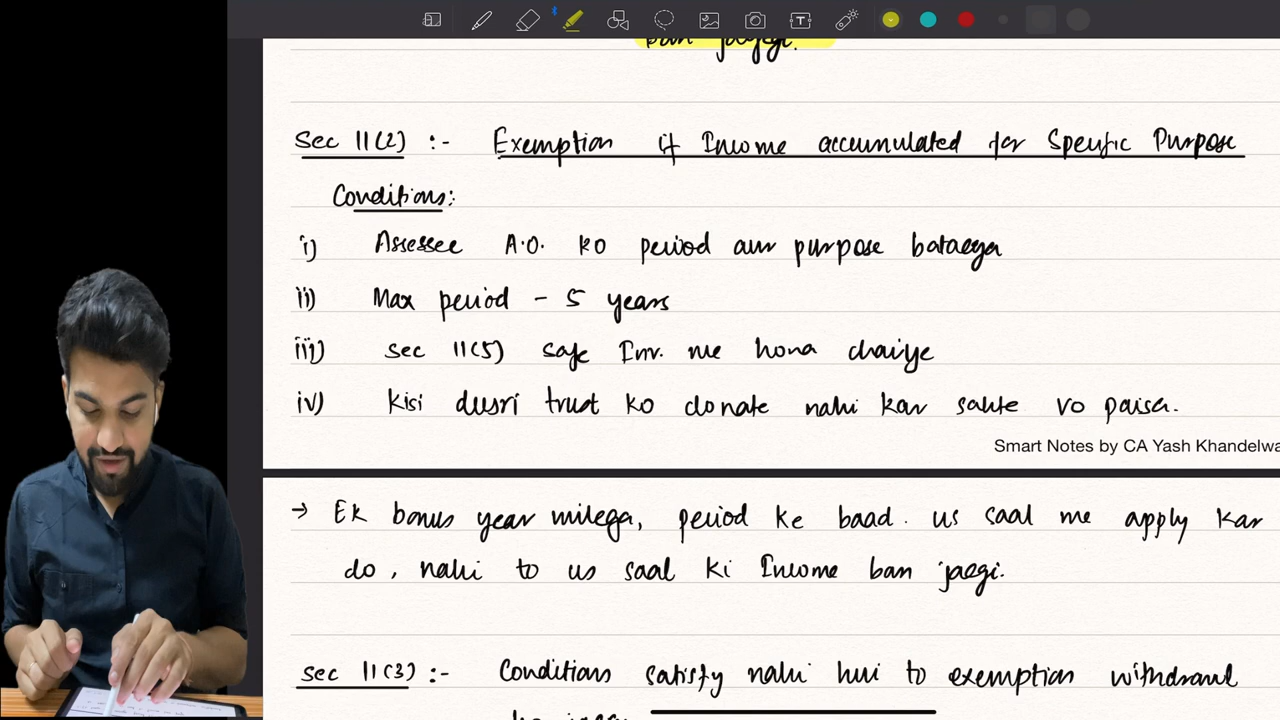 ban jaegi.
Sec 11(2) :- Exemption if Income accumulated for Specific Purpose
Conditions:
i) Assessee A.O. ko period aur purpose bataega
ii) Max period - 5 years
iii) Sec 11(5) safe Inv. me hona chaiye
iv) Kisi dusri trust ko donate nahi kar sakte vo paisa.
Smart Notes by CA Yash Khandelwa
→ Ek bonus year milega, period ke baad. us saal me apply kar
do, nahi to us saal ki Income ban jaegi.
Sec 11(3) :- Conditions satisfy nahi hui to exemption withdrawl